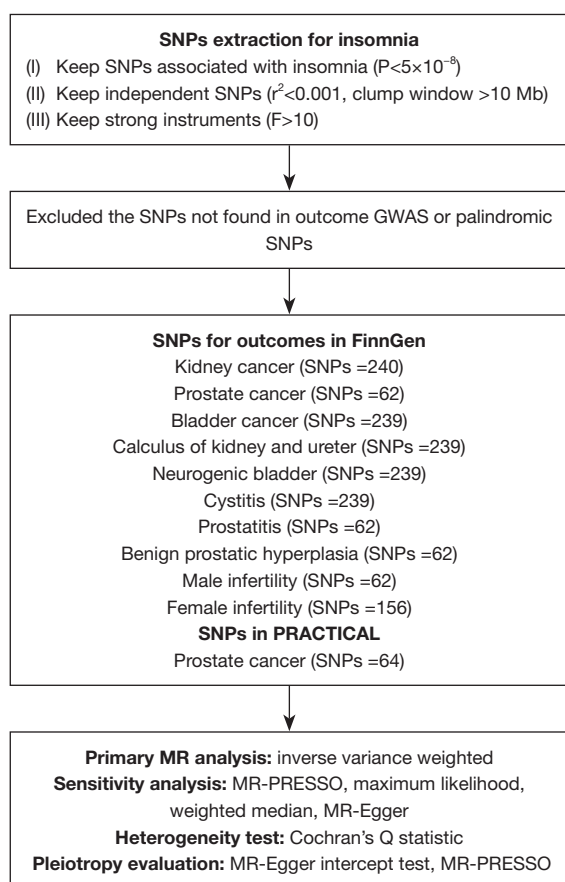 SNPs extraction for insomnia
(I) Keep SNPs associated with insomnia (P<5×10⁻⁸)
(II) Keep independent SNPs (r²<0.001, clump window >10 Mb)
(III) Keep strong instruments (F>10)
Excluded the SNPs not found in outcome GWAS or palindromic
SNPs
SNPs for outcomes in FinnGen
Kidney cancer (SNPs =240)
Prostate cancer (SNPs =62)
Bladder cancer (SNPs =239)
Calculus of kidney and ureter (SNPs =239)
Neurogenic bladder (SNPs =239)
Cystitis (SNPs =239)
Prostatitis (SNPs =62)
Benign prostatic hyperplasia (SNPs =62)
Male infertility (SNPs =62)
Female infertility (SNPs =156)
SNPs in PRACTICAL
Prostate cancer (SNPs =64)
Primary MR analysis: inverse variance weighted
Sensitivity analysis: MR-PRESSO, maximum likelihood,
weighted median, MR-Egger
Heterogeneity test: Cochran's Q statistic
Pleiotropy evaluation: MR-Egger intercept test, MR-PRESSO